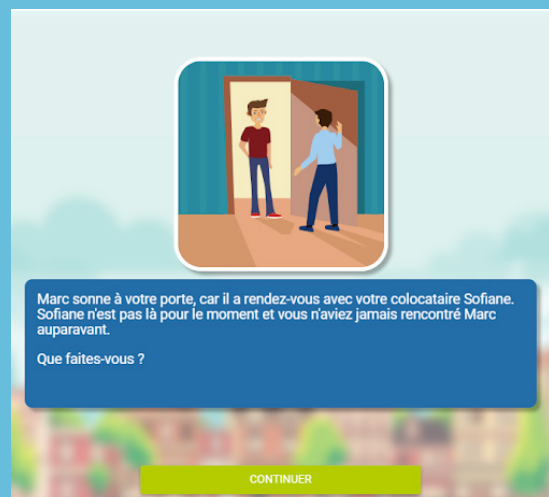 Marc sonne à votre porte, car il a rendez-vous avec votre colocataire Sofiane.
Sofiane n'est pas là pour le moment et vous n'aviez jamais rencontré Marc
auparavant.
Que faites-vous ?
CONTINUER